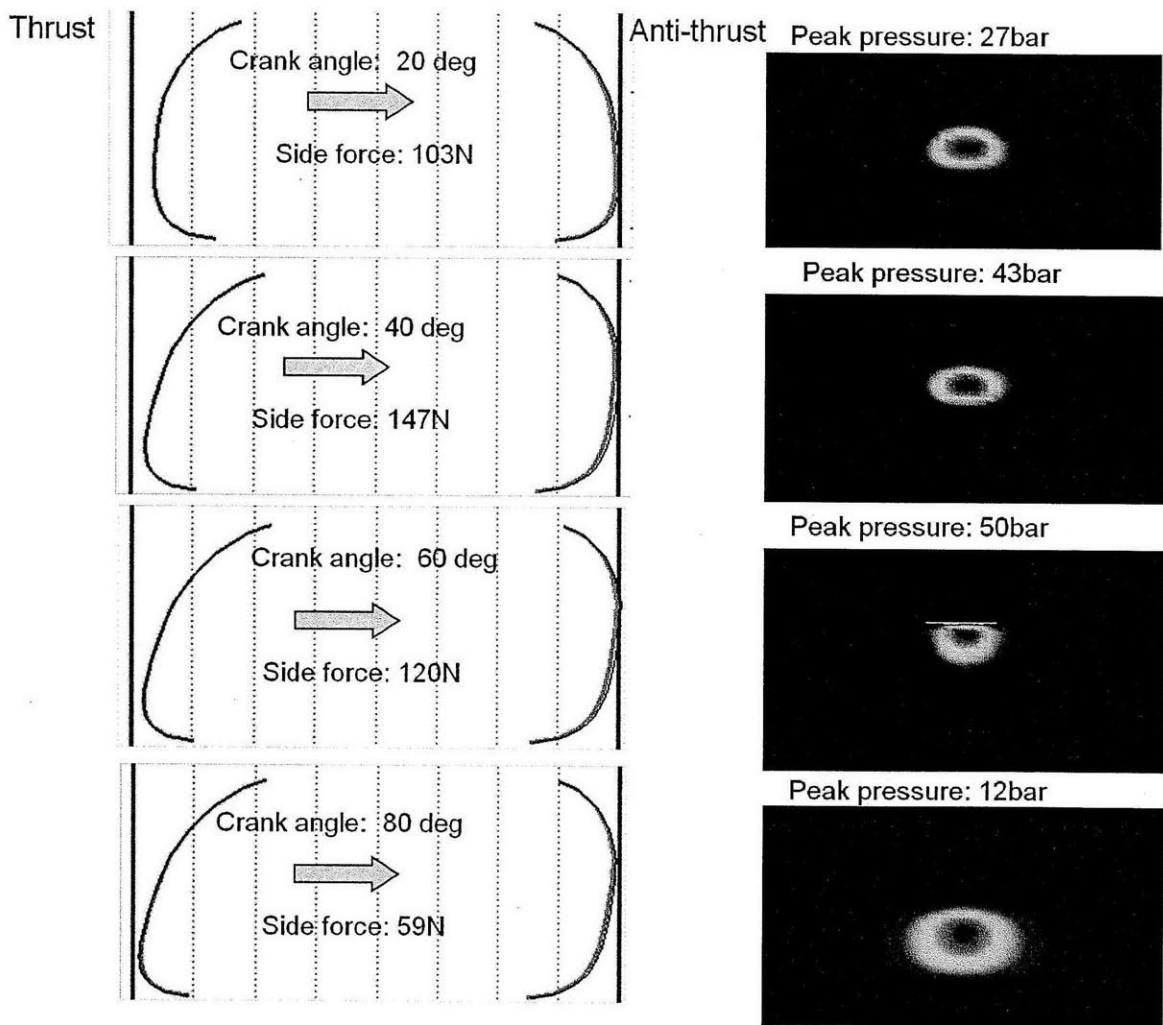 Thrust
Anti-thrust
Crank angle: 20 deg
Side force: 103N
Peak pressure: 27bar
Crank angle: 40 deg
Side force: 147N
Peak pressure: 43bar
Crank angle: 60 deg
Side force: 120N
Peak pressure: 50bar
Crank angle: 80 deg
Side force: 59N
Peak pressure: 12bar